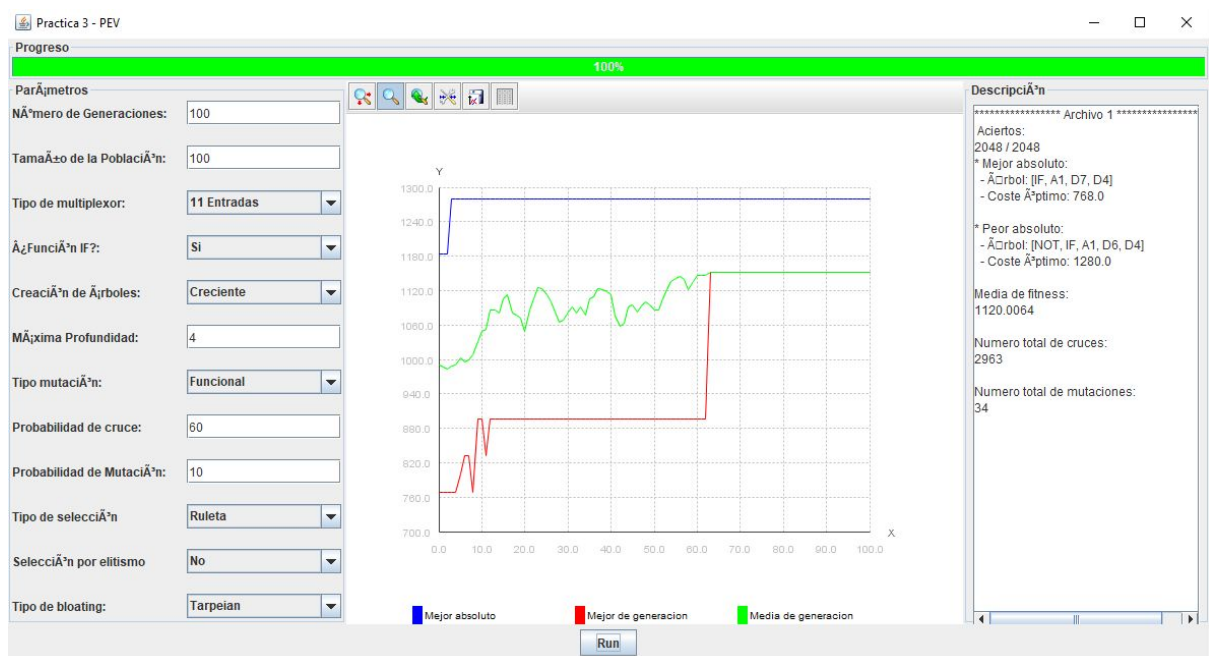 Practica 3 - PEV
Progreso
100%
ParÃ¡metros
NÃºmero de Generaciones: 100
TamaÃ±o de la PoblaciÃ³n: 100
Tipo de multiplexor: 11 Entradas
Â¿FunciÃ³n IF?: Si
CreaciÃ³n de Ã¡rboles: Creciente
MÃ¡xima Profundidad: 4
Tipo mutaciÃ³n: Funcional
Probabilidad de cruce: 60
Probabilidad de MutaciÃ³n: 10
Tipo de selecciÃ³n Ruleta
SelecciÃ³n por elitismo No
Tipo de bloating: Tarpeian
Y
1300.0
1240.0
1180.0
1120.0
1060.0
1000.0
940.0
880.0
820.0
760.0
700.0
X
0.0 10.0 20.0 30.0 40.0 50.0 60.0 70.0 80.0 90.0 100.0
Mejor absoluto Mejor de generacion Media de generacion
DescripciÃ³n
***************** Archivo 1 ****************
Aciertos:
2048 / 2048
* Mejor absoluto:
- Ã□rbol: [IF, A1, D7, D4]
- Coste Ã³ptimo: 768.0
* Peor absoluto:
- Ã□rbol: [NOT, IF, A1, D6, D4]
- Coste Ã³ptimo: 1280.0
Media de fitness:
1120.0064
Numero total de cruces:
2963
Numero total de mutaciones:
34
Run